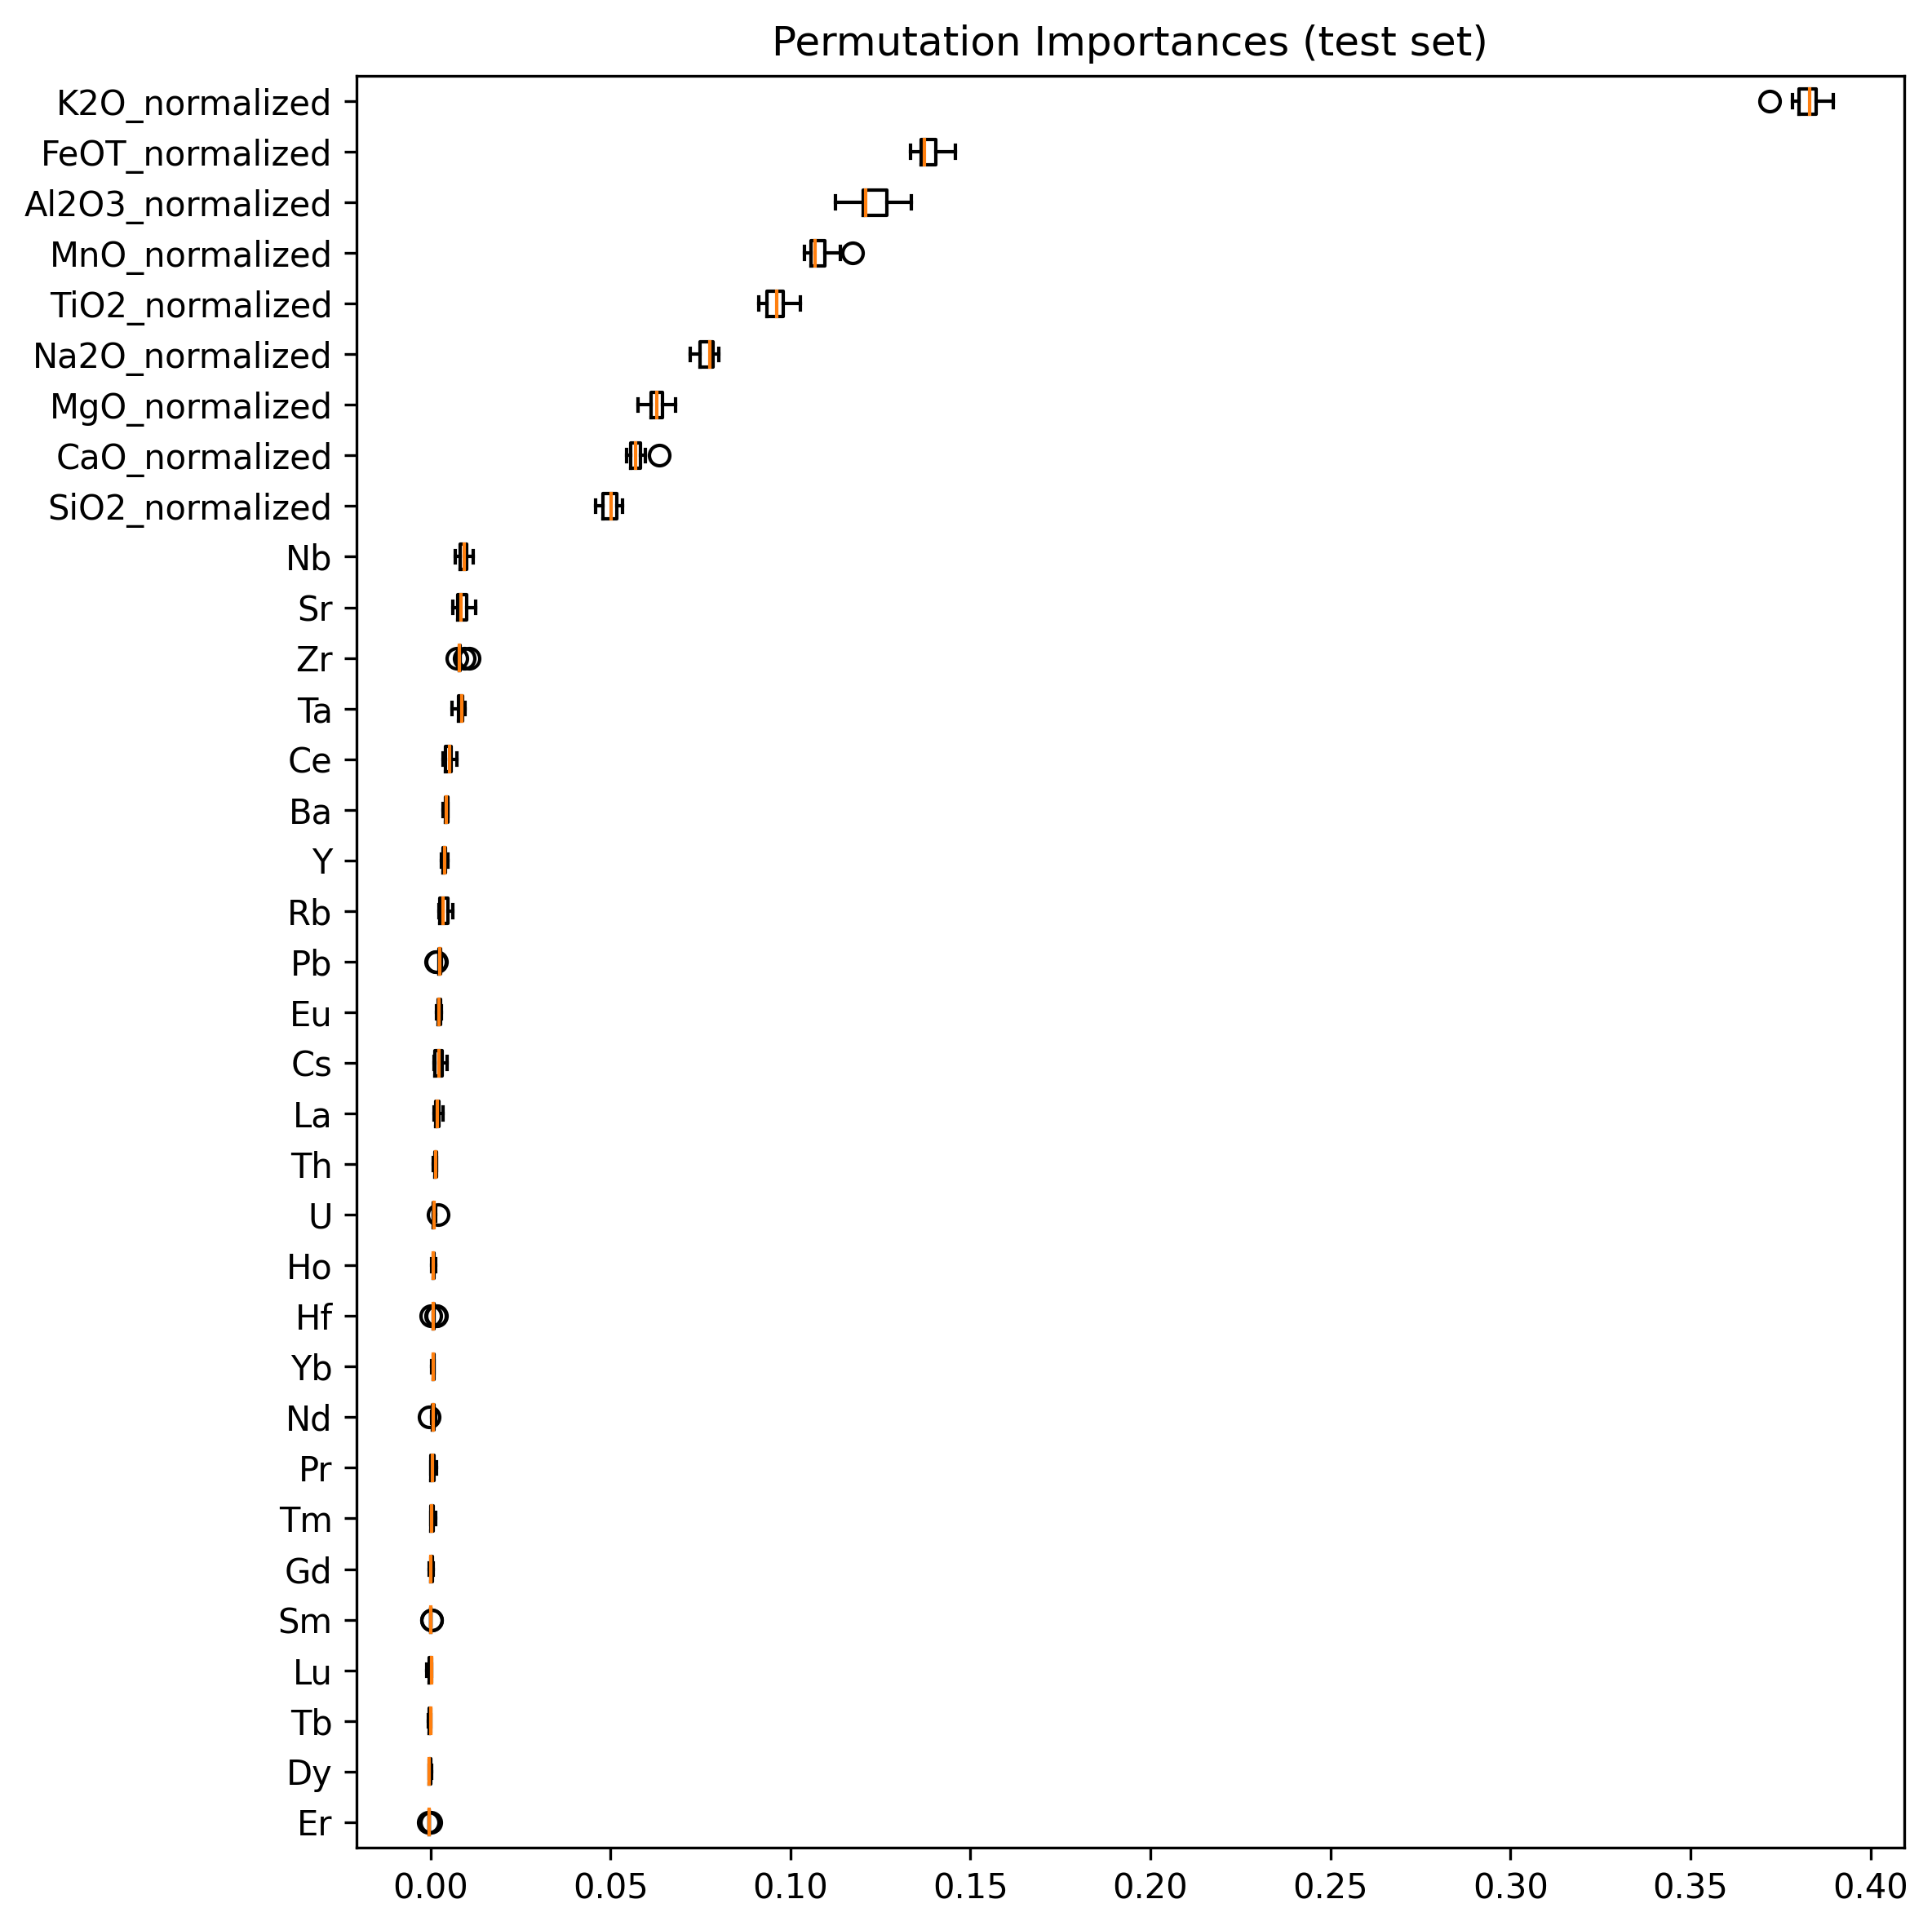 Permutation Importances (test set)
K2O_normalized
FeOT_normalized
Al2O3_normalized
MnO_normalized
TiO2_normalized
Na2O_normalized
MgO_normalized
CaO_normalized
SiO2_normalized
Nb
Sr
Zr
Ta
Ce
Ba
Y
Rb
Pb
Eu
Cs
La
Th
U
Ho
Hf
Yb
Nd
Pr
Tm
Gd
Sm
Lu
Tb
Dy
Er
0.00 0.05 0.10 0.15 0.20 0.25 0.30 0.35 0.40